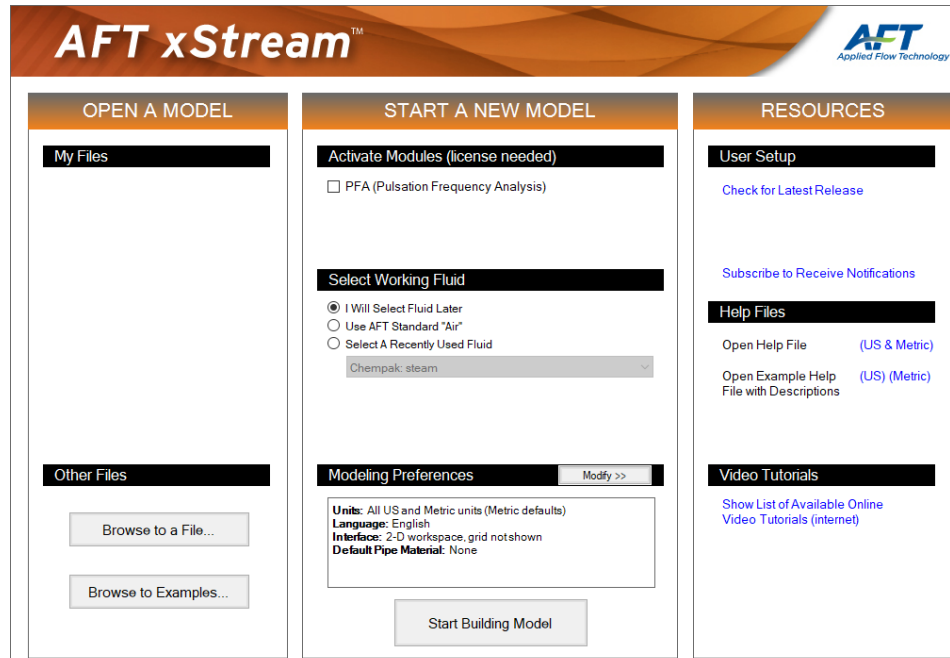 AFT xStream™
AFT
Applied Flow Technology
OPEN A MODEL
My Files
Other Files
Browse to a File...
Browse to Examples...
START A NEW MODEL
Activate Modules (license needed)
PFA (Pulsation Frequency Analysis)
Select Working Fluid
I Will Select Fluid Later
Use AFT Standard "Air"
Select A Recently Used Fluid
Chempak: steam
Modeling Preferences
Modify >>
Units: All US and Metric units (Metric defaults)
Language: English
Interface: 2-D workspace, grid not shown
Default Pipe Material: None
Start Building Model
RESOURCES
User Setup
Check for Latest Release
Subscribe to Receive Notifications
Help Files
Open Help File (US & Metric)
Open Example Help (US) (Metric)
File with Descriptions
Video Tutorials
Show List of Available Online
Video Tutorials (internet)